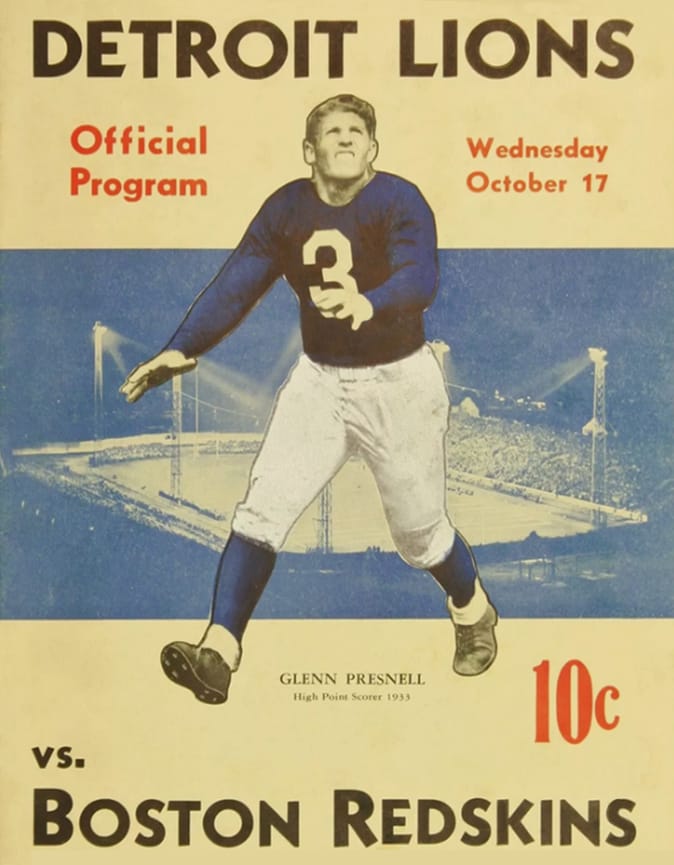 DETROIT LIONS
Official
Program
Wednesday
October 17
3
GLENN PRESNELL
High Point Scorer 1933
10c
vs.
BOSTON REDSKINS